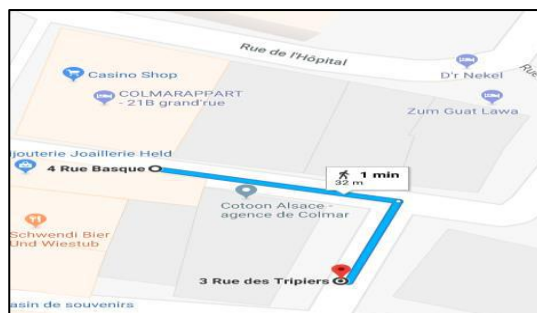 Rue de l'Hôpital
D'r Nekel
Casino Shop
COLMARAPPART
- 21B grand'rue
Zum Guat Lawa
Rue
ijouterie Joaillerie Held
4 Rue Basque
1 min
32 m
Cotoon Alsace -
agence de Colmar
Schwendi Bier
Und Wiestub
3 Rue des Tripiers
asin de souvenirs